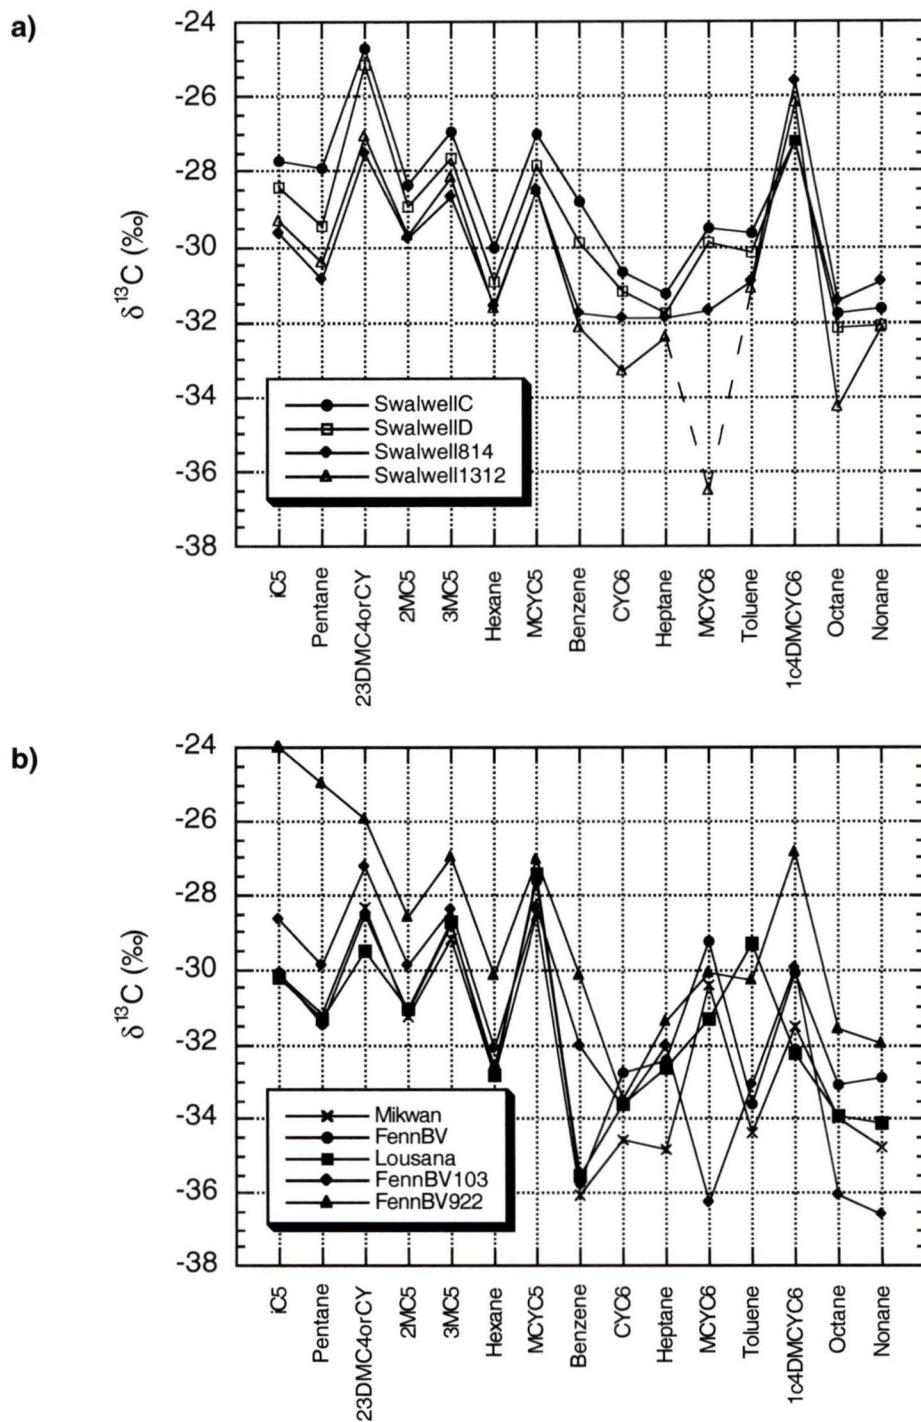 a)
-24
-26
-28
-30
-32
-34
-36
-38
δ13C (‰)
SwalwellC
SwalwellD
Swalwell814
Swalwell1312
iC5
Pentane
23DMC4orCY
2MC5
3MC5
Hexane
MCYC5
Benzene
CYC6
Heptane
MCYC6
Toluene
1c4DMCYC6
Octane
Nonane
b)
-24
-26
-28
-30
-32
-34
-36
-38
δ13C (‰)
Mikwan
FennBV
Lousana
FennBV103
FennBV922
iC5
Pentane
23DMC4orCY
2MC5
3MC5
Hexane
MCYC5
Benzene
CYC6
Heptane
MCYC6
Toluene
1c4DMCYC6
Octane
Nonane